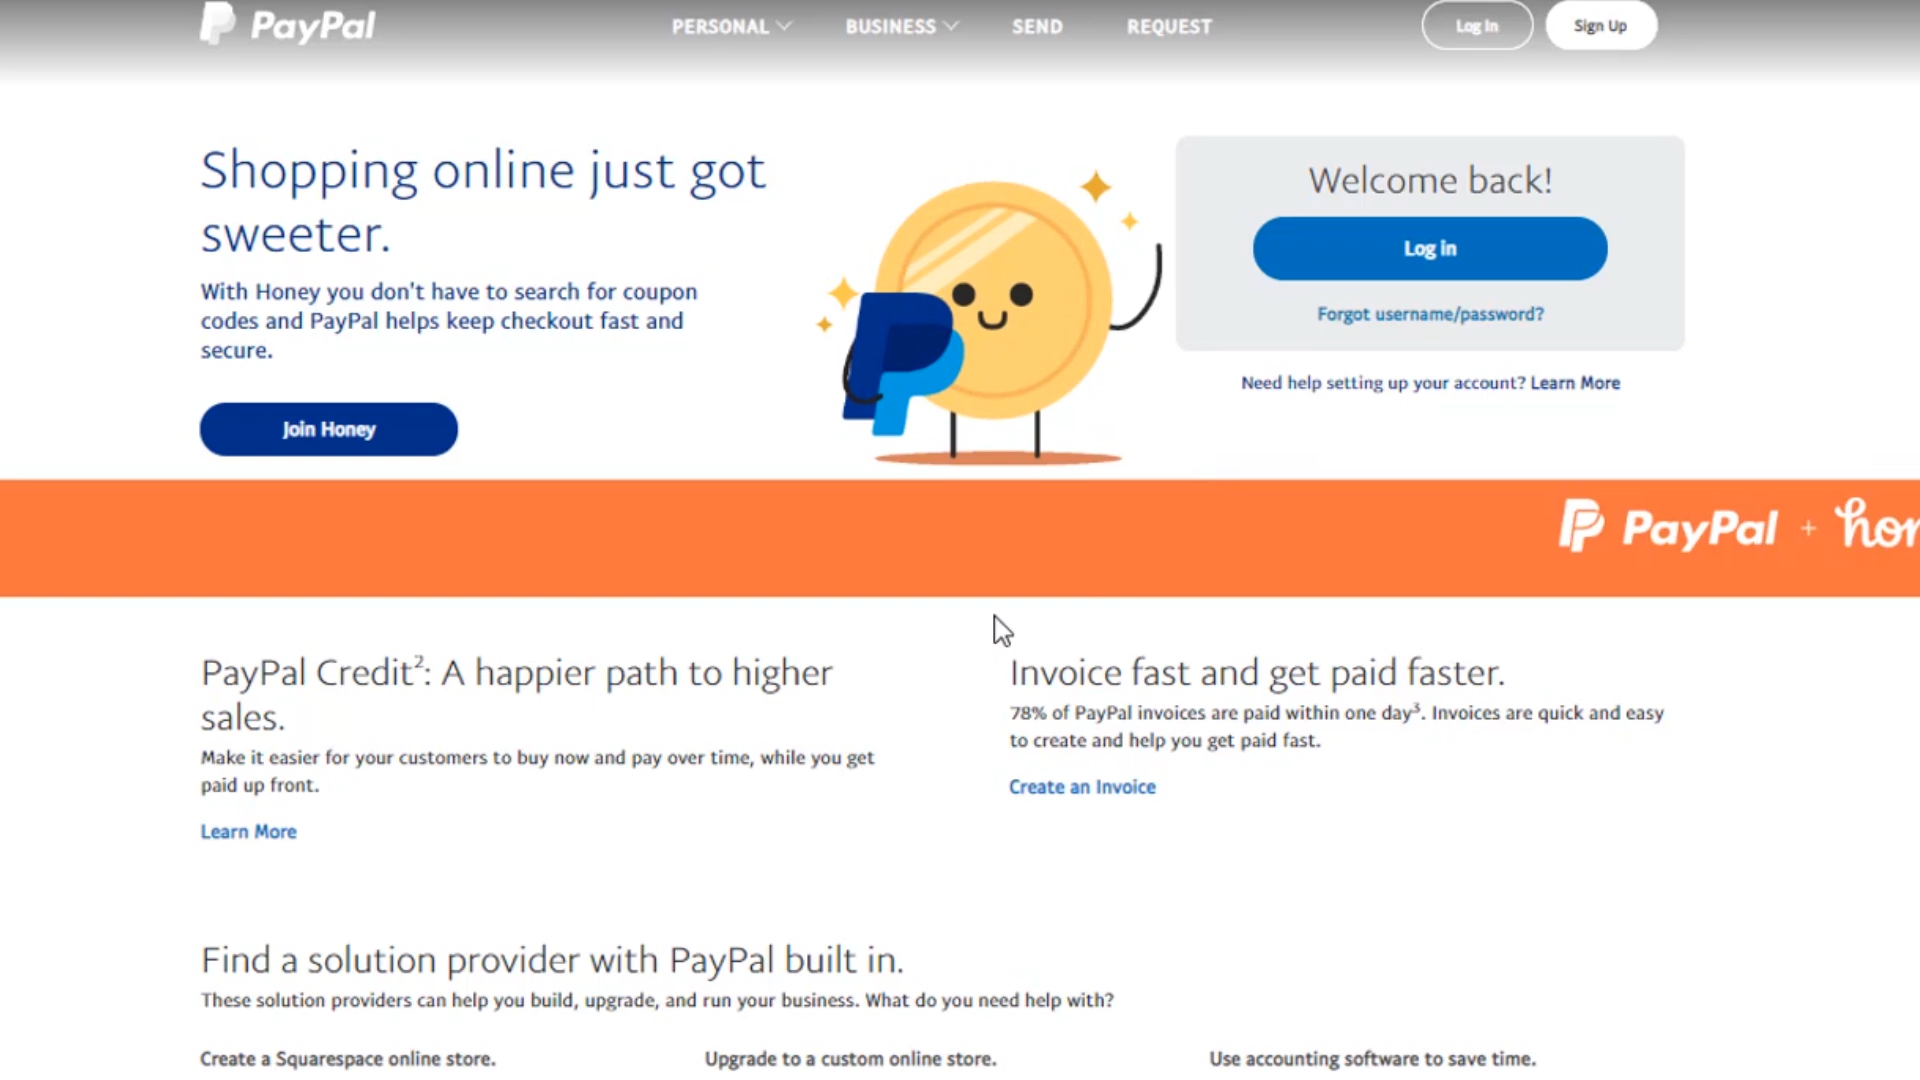 PayPal
PERSONAL
BUSINESS
SEND
REQUEST
Log In
Sign Up
Shopping online just got
sweeter.
With Honey you don't have to search for coupon
codes and PayPal helps keep checkout fast and
secure.
Join Honey
Welcome back!
Log in
Forgot username/password?
Need help setting up your account? Learn More
PayPal + hon
PayPal Credit²: A happier path to higher
sales.
Make it easier for your customers to buy now and pay over time, while you get
paid up front.
Learn More
Invoice fast and get paid faster.
78% of PayPal invoices are paid within one day³. Invoices are quick and easy
to create and help you get paid fast.
Create an Invoice
Find a solution provider with PayPal built in.
These solution providers can help you build, upgrade, and run your business. What do you need help with?
Create a Squarespace online store.
Upgrade to a custom online store.
Use accounting software to save time.